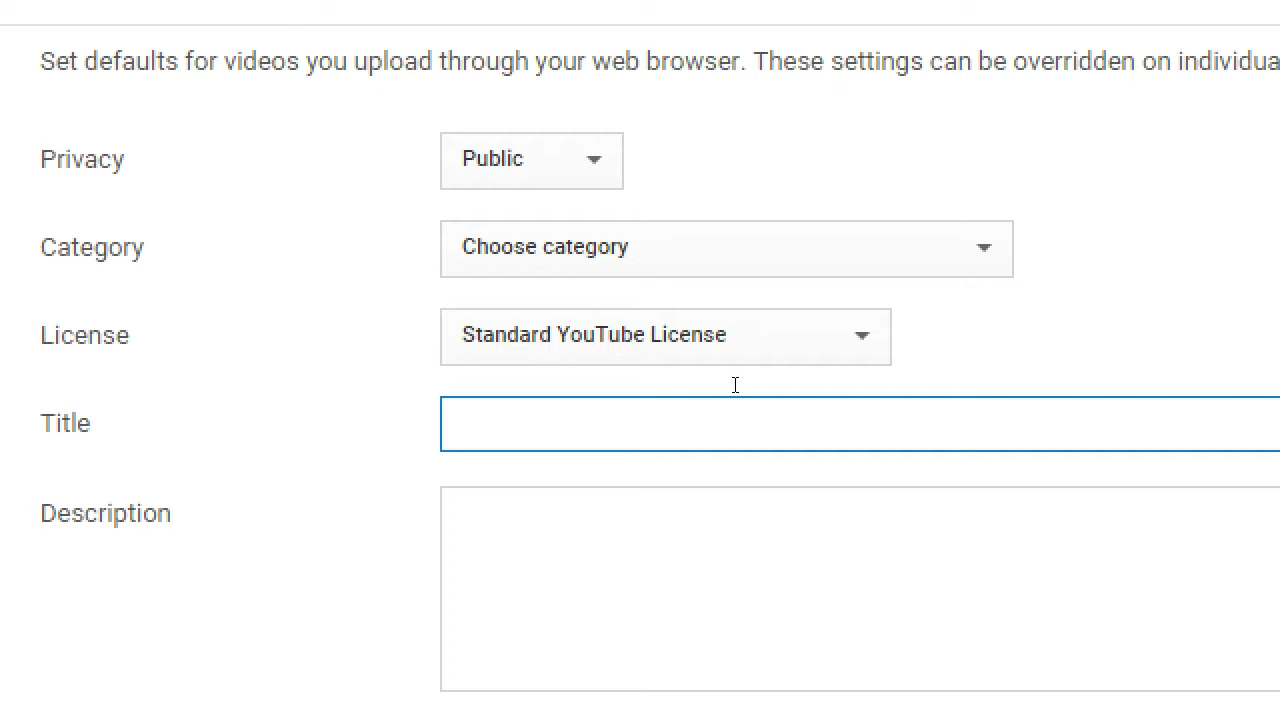 Set defaults for videos you upload through your web browser. These settings can be overridden on individua
Privacy
Public
Category
Choose category
License
Standard YouTube License
Title
Description